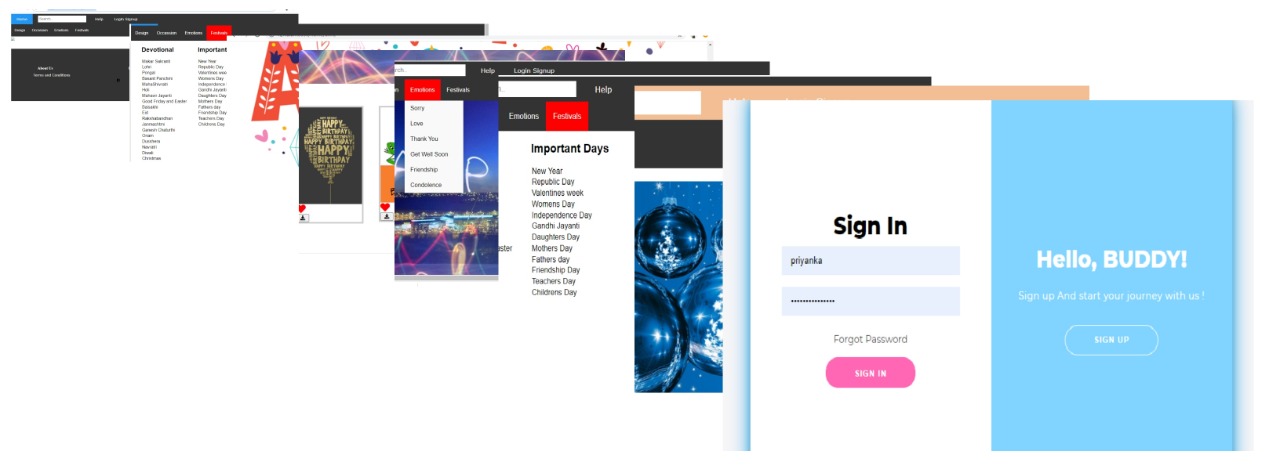 Home
Search..
Help
Login Signup
Design Occasions Emotions Festivals
About Us
Terms and Conditions
Design Occassion Emotions Festivals
Devotional
Makar Sakranti
Lohri
Pongal
Basant Panchmi
MahaShivratri
Holi
Mahavir Jayanti
Good Friday and Easter
Baisakhi
Eid
Rakshabandhan
Janmashtmi
Ganesh Chaturthi
Onam
Dusshera
Navratri
Diwali
Christmas
Important
New Year
Republic Day
Valentines week
Womens Day
Independence
Gandhi Jayanti
Daughters Day
Mothers Day
Fathers day
Friendship Day
Teachers Day
Childrens Day
A
HAPPY
BIRTHDAY
rch..
Help
Login Signup
on
Emotions
Festivals
Sorry
Love
Thank You
Get Well Soon
Friendship
Condolence
Help
Emotions
Festivals
Important Days
New Year
Republic Day
Valentines week
Womens Day
Independence Day
Gandhi Jayanti
Daughters Day
aster
Mothers Day
Fathers day
Friendship Day
Teachers Day
Childrens Day
Sign In
priyanka
Forgot Password
SIGN IN
Hello, BUDDY!
Sign up And start your journey with us !
SIGN UP